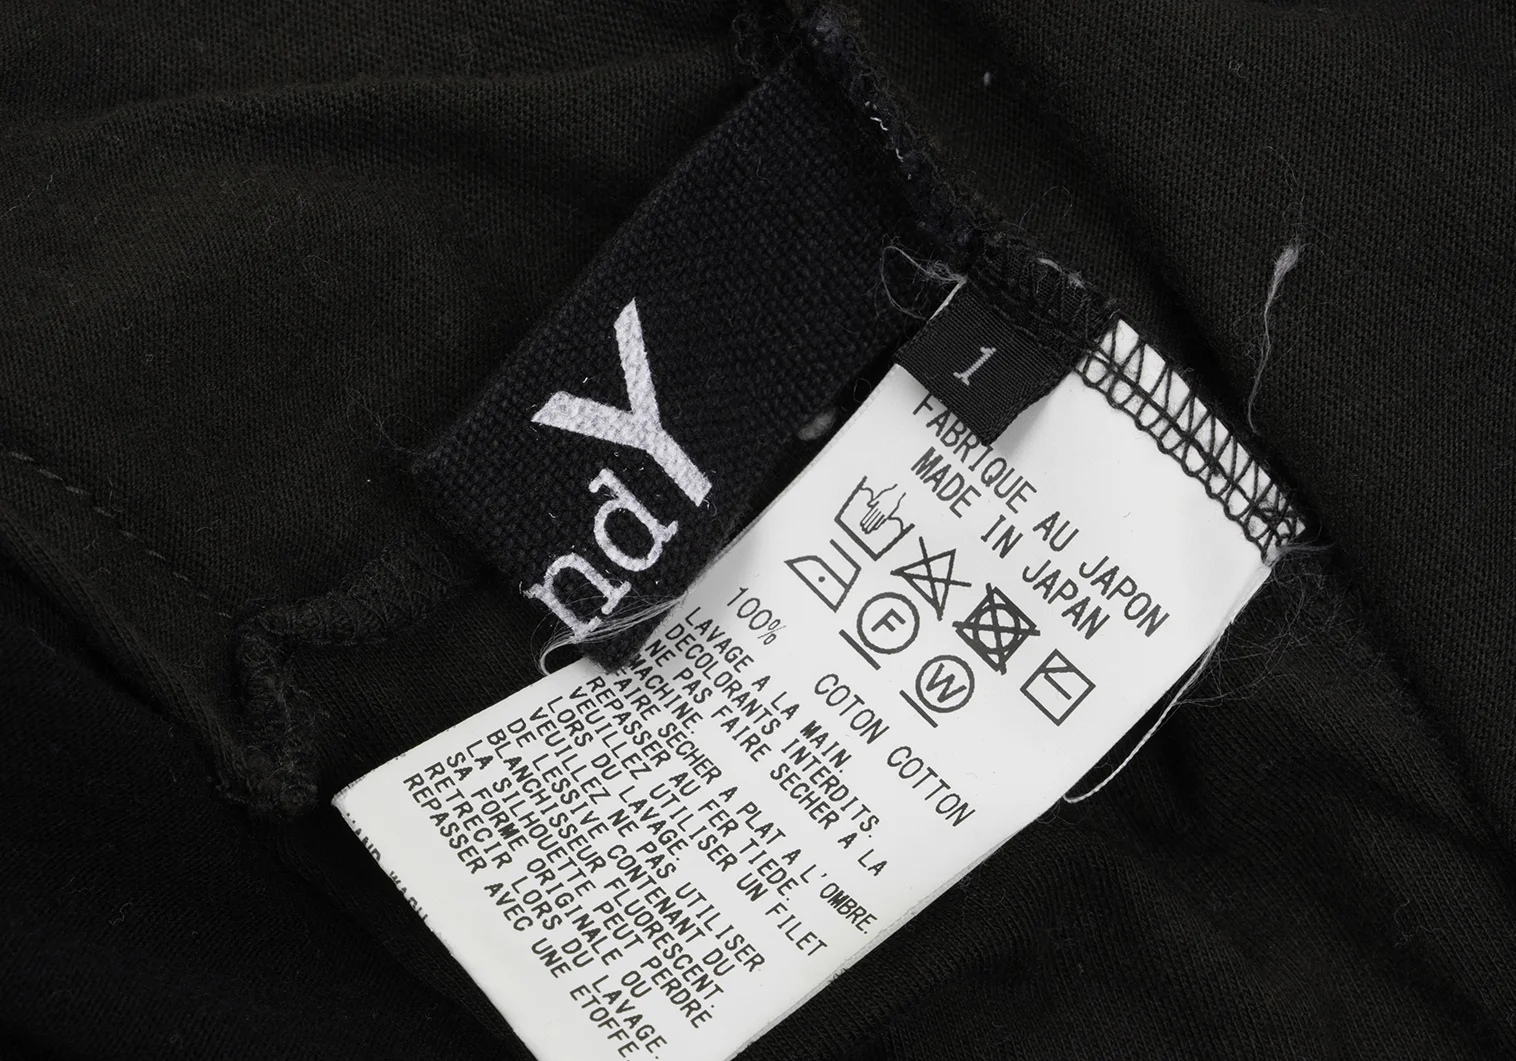 Y
nd
1
FABRIQUE AU JAPON
MADE IN JAPAN
F
W
100% COTON COTTON
LAVAGE A LA MAIN.
DECOLORANTS INTERDITS.
NE PAS FAIRE SECHER À LA
MACHINE.
FAIRE SECHER A PLAT A L'OMBRE.
REPASSER AU FER TIEDE.
VEUILLEZ UTILISER UN FILET
LORS DU LAVAGE.
VEUILLEZ NE PAS UTILISER
DE LESSIVE CONTENANT DU
BLANCHISSEUR FLUORESCENT.
LA SILHOUETTE PEUT PERDRE
SA FORME ORIGINALE OU
RETRECIR LORS DU LAVAGE.
REPASSER AVEC UNE ETOFFE.
HAND WASH